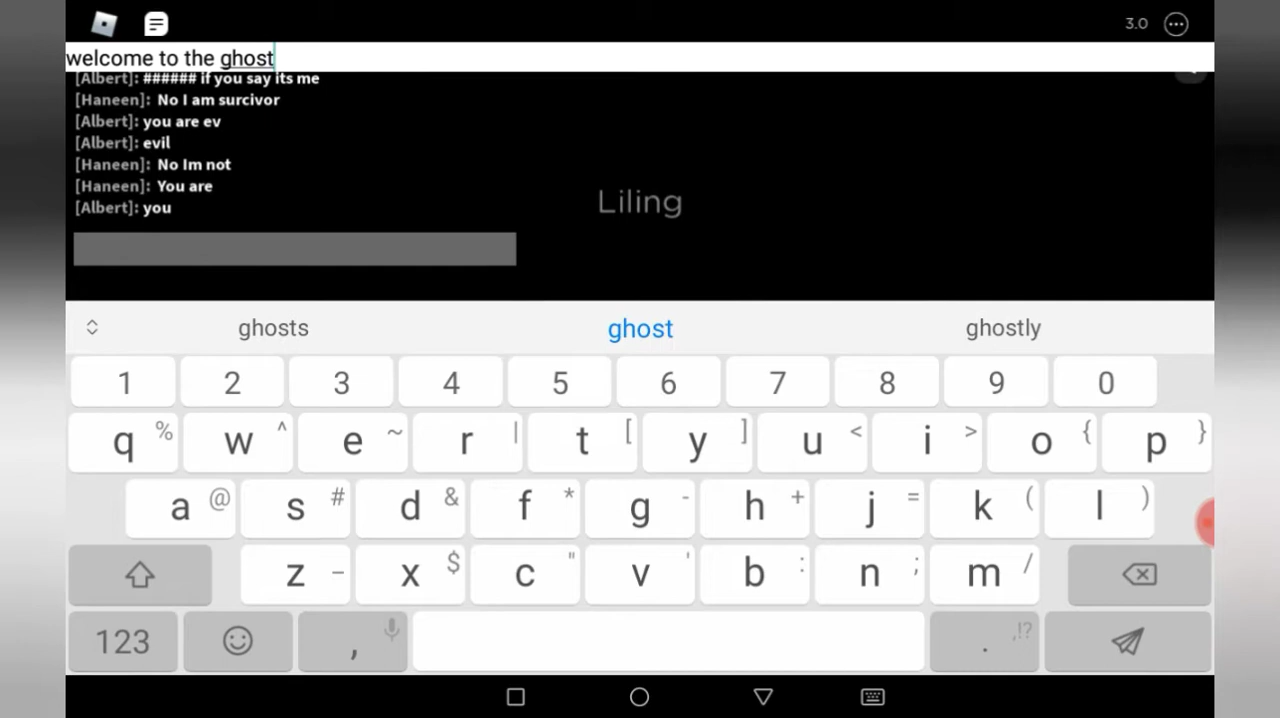 3.0
welcome to the ghost
[Albert]: ###### if you say its me
[Haneen]: No I am surcivor
[Albert]: you are ev
[Albert]: evil
[Haneen]: No Im not
[Haneen]: You are
[Albert]: you
Liling
ghosts ghost ghostly
1 2 3 4 5 6 7 8 9 0
q % w ^ e ~ r | t [ y ] u < i > o { p }
a @ s # d & f * g - h + j = k ( l )
z _ x $ c " v ' b : n ; m /
123 , . ,!?